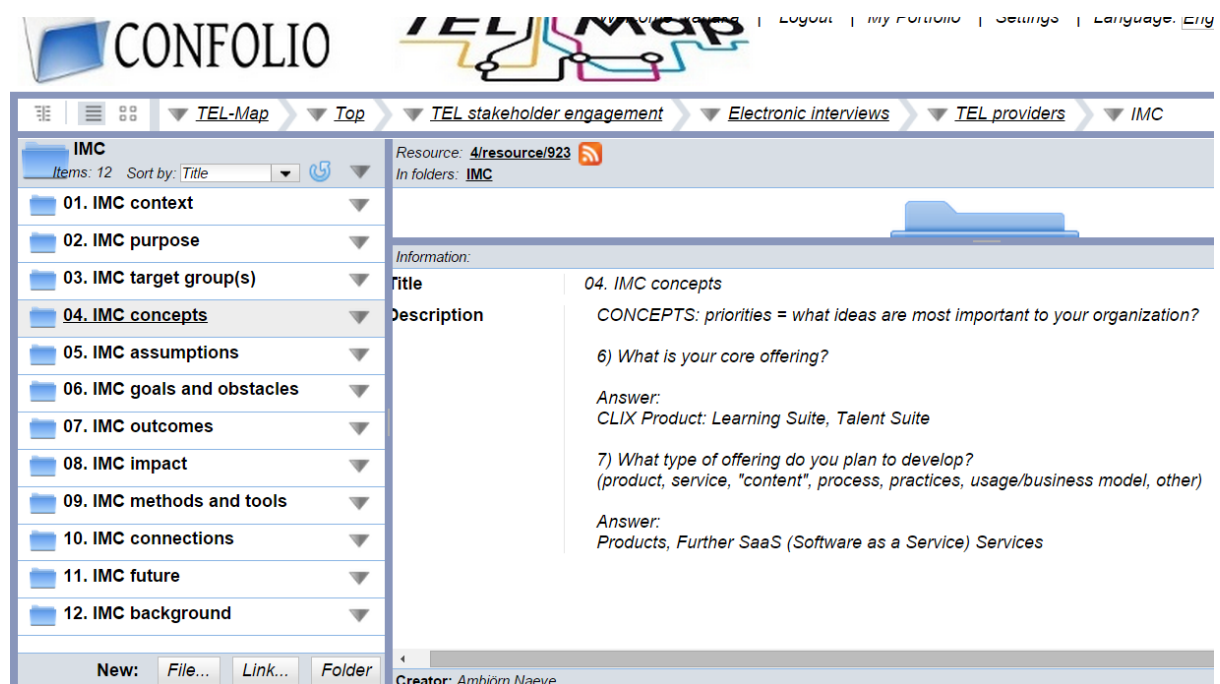 CONFOLIO
TEL Map
Logout | My Portfolio | Settings | Language: Eng
TEL-Map Top TEL stakeholder engagement Electronic interviews TEL providers IMC
IMC
Items: 12 Sort by: Title
01. IMC context
02. IMC purpose
03. IMC target group(s)
04. IMC concepts
05. IMC assumptions
06. IMC goals and obstacles
07. IMC outcomes
08. IMC impact
09. IMC methods and tools
10. IMC connections
11. IMC future
12. IMC background
New: File... Link... Folder
Resource: 4/resource/923
In folders: IMC
Information:
Title 04. IMC concepts
Description CONCEPTS: priorities = what ideas are most important to your organization?
6) What is your core offering?
Answer:
CLIX Product: Learning Suite, Talent Suite
7) What type of offering do you plan to develop?
(product, service, "content", process, practices, usage/business model, other)
Answer:
Products, Further SaaS (Software as a Service) Services
Creator: Ambjörn Naeve